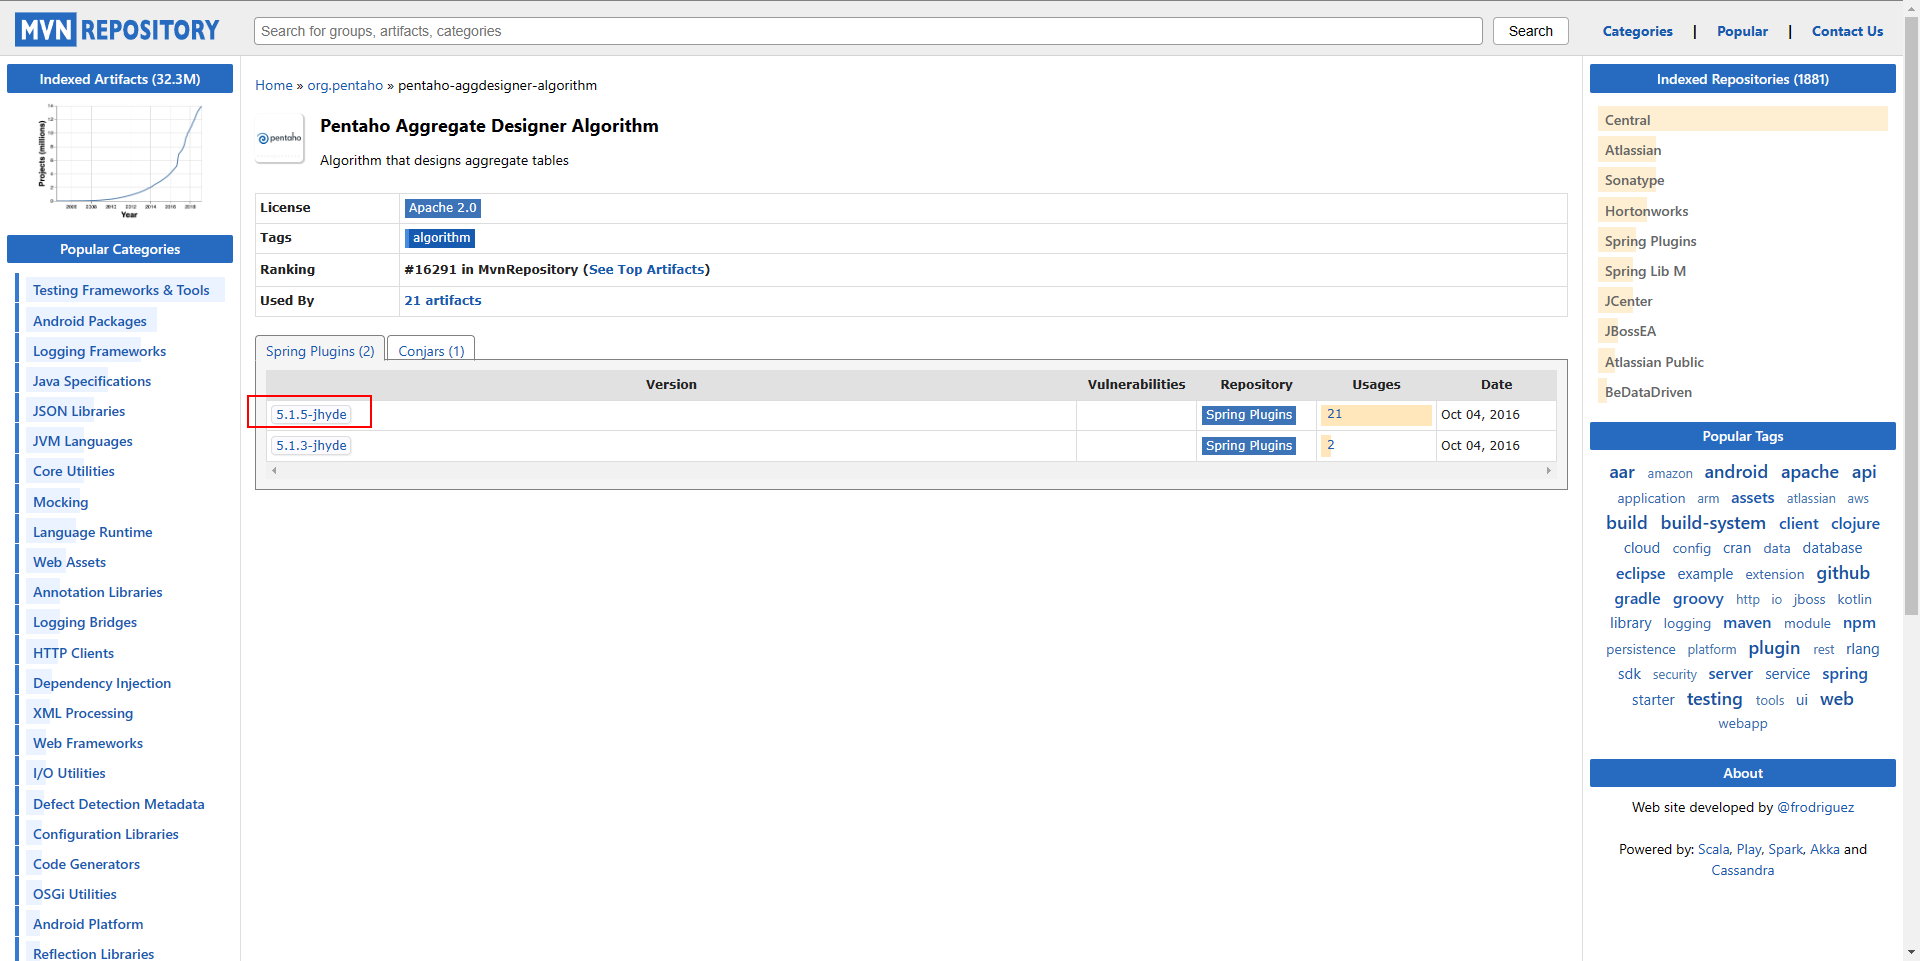 MVN REPOSITORY
Search for groups, artifacts, categories
Search
Categories | Popular | Contact Us
Indexed Artifacts (32.3M)
Projects (millions)
Year
Popular Categories
Testing Frameworks & Tools
Android Packages
Logging Frameworks
Java Specifications
JSON Libraries
JVM Languages
Core Utilities
Mocking
Language Runtime
Web Assets
Annotation Libraries
Logging Bridges
HTTP Clients
Dependency Injection
XML Processing
Web Frameworks
I/O Utilities
Defect Detection Metadata
Configuration Libraries
Code Generators
OSGi Utilities
Android Platform
Reflection Libraries
Home » org.pentaho » pentaho-aggdesigner-algorithm
pentaho
Pentaho Aggregate Designer Algorithm
Algorithm that designs aggregate tables
License Apache 2.0
Tags algorithm
Ranking #16291 in MvnRepository (See Top Artifacts)
Used By 21 artifacts
Spring Plugins (2) Conjars (1)
Version Vulnerabilities Repository Usages Date
5.1.5-jhyde Spring Plugins 21 Oct 04, 2016
5.1.3-jhyde Spring Plugins 2 Oct 04, 2016
Indexed Repositories (1881)
Central
Atlassian
Sonatype
Hortonworks
Spring Plugins
Spring Lib M
JCenter
JBossEA
Atlassian Public
BeDataDriven
Popular Tags
aar amazon android apache api
application arm assets atlassian aws
build build-system client clojure
cloud config cran data database
eclipse example extension github
gradle groovy http io jboss kotlin
library logging maven module npm
persistence platform plugin rest rlang
sdk security server service spring
starter testing tools ui web
webapp
About
Web site developed by @frodriguez
Powered by: Scala, Play, Spark, Akka and
Cassandra